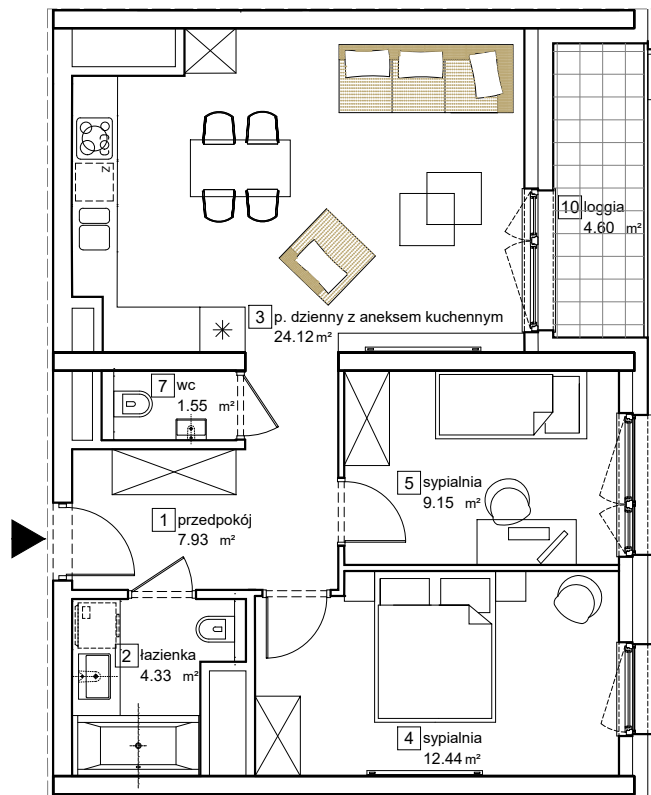 10 loggia
4.60 m²
3 p. dzienny z aneksem kuchennym
24.12 m²
7 wc
1.55 m²
5 sypialnia
9.15 m²
1 przedpokój
7.93 m²
2 łazienka
4.33 m²
4 sypialnia
12.44 m²